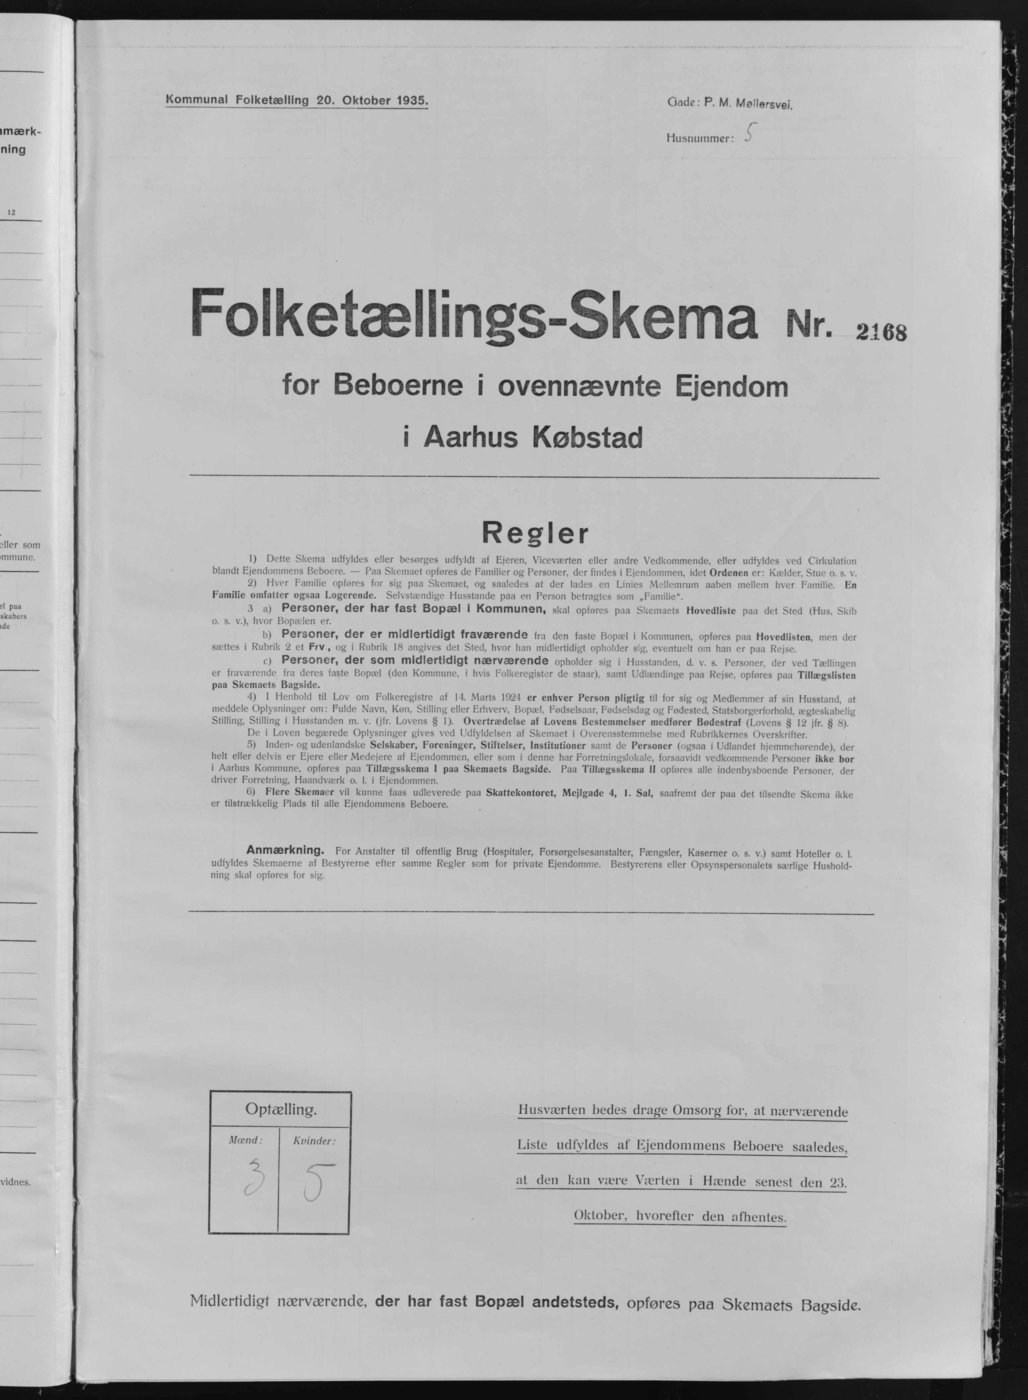 Kommunal Folketælling 20. Oktober 1935.
Gade: P. M. Møllersvej.
Husnummer: 5
Folketællings-Skema Nr. 2168
for Beboerne i ovennævnte Ejendom
i Aarhus Købstad
Regler
1) Dette Skema udfyldes eller besørges udfyldt af Ejeren, Viceværten eller andre Vedkommende, eller udfyldes ved Cirkulation
blandt Ejendommens Beboere. — Paa Skemaet opføres de Familier og Personer, der findes i Ejendommen, idet Ordenen er: Kælder, Stue o. s. v.
2) Hver Familie opføres for sig paa Skemaet, og saaledes at der lades en Linies Mellemrum aaben mellem hver Familie. En
Familie omfatter ogsaa Logerende. Selvstændige Husstande paa en Person betragtes som „Familie“.
3 a) Personer, der har fast Bopæl i Kommunen, skal opføres paa Skemaets Hovedliste paa det Sted (Hus, Skib
o. s. v.), hvor Bopælen er.
b) Personer, der er midlertidigt fraværende fra den faste Bopæl i Kommunen, opføres paa Hovedlisten, men der
sættes i Rubrik 2 et Frv, og i Rubrik 18 angives det Sted, hvor han midlertidigt opholder sig, eventuelt om han er paa Rejse.
c) Personer, der som midlertidigt nærværende opholder sig i Husstanden, d. v. s. Personer, der ved Tællingen
er fraværende fra deres faste Bopæl (den Kommune, i hvis Folkeregister de staar), samt Udlændinge paa Rejse, opføres paa Tillægslisten
paa Skemaets Bagside.
4) I Henhold til Lov om Folkeregistre af 14. Marts 1924 er enhver Person pligtig til for sig og Medlemmer af sin Husstand, at
meddele Oplysninger om: Fulde Navn, Køn, Stilling eller Erhverv, Bopæl, Fødselsaar, Fødselsdag og Fødested, Statsborgerforhold, ægteskabelig
Stilling, Stilling i Husstanden m. v. (jfr. Lovens § 1). Overtrædelse af Lovens Bestemmelser medfører Bødestraf (Lovens § 12 jfr. § 8).
De i Loven begærede Oplysninger gives ved Udfyldelsen af Skemaet i Overensstemmelse med Rubrikkernes Overskrifter.
5) Inden- og udenlandske Selskaber, Foreninger, Stiftelser, Institutioner samt de Personer (ogsaa i Udlandet hjemmehørende), der
helt eller delvis er Ejere eller Medejere af Ejendommen, eller som i denne har Forretningslokale, forsaavidt vedkommende Personer ikke bor
i Aarhus Kommune, opføres paa Tillægsskema I paa Skemaets Bagside. Paa Tillægsskema II opføres alle indenbysboende Personer, der
driver Forretning, Haandværk o. l. i Ejendommen.
6) Flere Skemaer vil kunne faas udleverede paa Skattekontoret, Mejlgade 4, 1. Sal, saafremt der paa det tilsendte Skema ikke
er tilstrækkelig Plads til alle Ejendommens Beboere.
Anmærkning. For Anstalter til offentlig Brug (Hospitaler, Forsørgelsesanstalter, Fængsler, Kaserner o. s. v.) samt Hoteller o. l.
udfyldes Skemaerne af Bestyrerne efter samme Regler som for private Ejendomme. Bestyrerens eller Opsynspersonalets særlige Hushold-
ning skal opføres for sig.
Optælling.
Mænd: Kvinder:
3 5
Husværten bedes drage Omsorg for, at nærværende
Liste udfyldes af Ejendommens Beboere saaledes,
at den kan være Værten i Hænde senest den 23.
Oktober, hvorefter den afhentes.
Midlertidigt nærværende, der har fast Bopæl andetsteds, opføres paa Skemaets Bagside.
mærk-
ning
12
eller som
ommune.
el paa
skabers
vidnes.